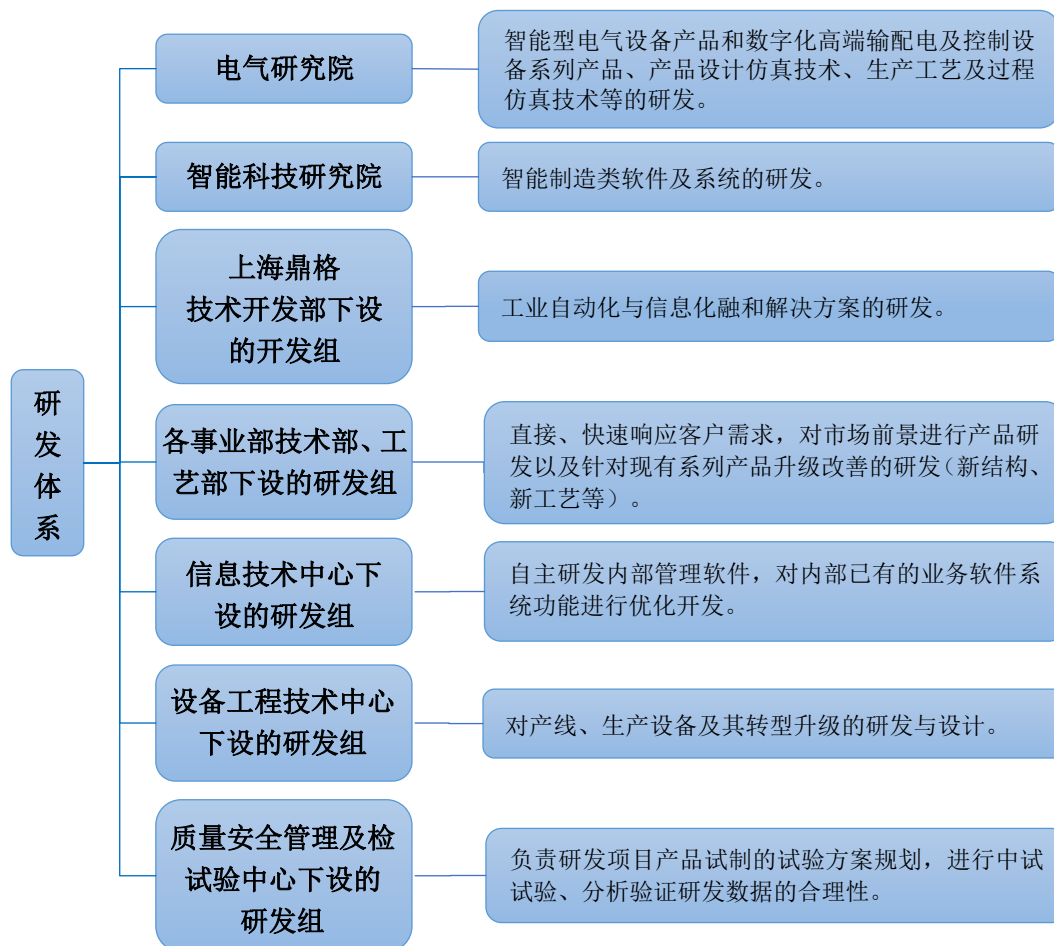 研
发
体
系
电气研究院
智能型电气设备产品和数字化高端输配电及控制设
备系列产品、产品设计仿真技术、生产工艺及过程
仿真技术等的研发。
智能科技研究院
智能制造类软件及系统的研发。
上海鼎格
技术开发部下设
的开发组
工业自动化与信息化融和解决方案的研发。
各事业部技术部、工
艺部下设的研发组
直接、快速响应客户需求，对市场前景进行产品研
发以及针对现有系列产品升级改善的研发（新结构、
新工艺等）。
信息技术中心下
设的研发组
自主研发内部管理软件，对内部已有的业务软件系
统功能进行优化开发。
设备工程技术中心
下设的研发组
对产线、生产设备及其转型升级的研发与设计。
质量安全管理及检
试验中心下设的
研发组
负责研发项目产品试制的试验方案规划，进行中试
试验、分析验证研发数据的合理性。